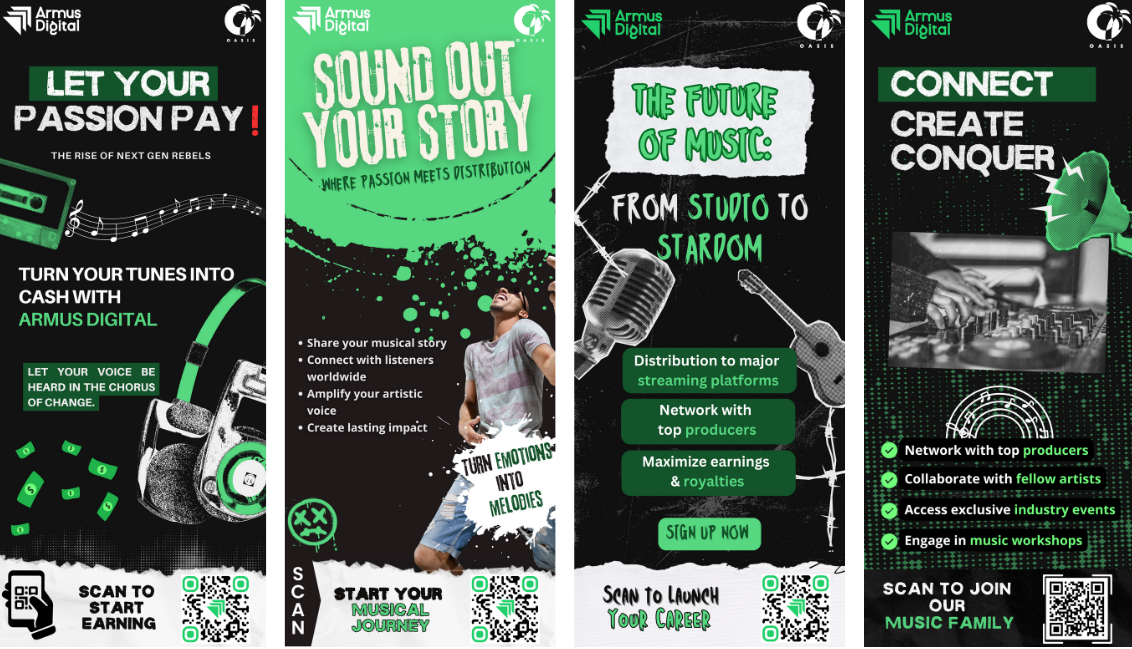 Armus
Digital
OASIS
LET YOUR
PASSION PAY!
THE RISE OF NEXT GEN REBELS
TURN YOUR TUNES INTO
CASH WITH
ARMUS DIGITAL
LET YOUR VOICE BE
HEARD IN THE CHORUS
OF CHANGE.
SCAN TO
START
EARNING
Armus
Digital
OASIS
SOUND OUT
YOUR STORY
WHERE PASSION MEETS DISTRIBUTION
• Share your musical story
• Connect with listeners
worldwide
• Amplify your artistic
voice
• Create lasting impact
TURN EMOTIONS
INTO
MELODIES
SCAN
START YOUR
MUSICAL
JOURNEY
Armus
Digital
OASIS
THE FUTURE
OF MUSIC:
FROM STUDIO TO
STARDOM
Distribution to major
streaming platforms
Network with
top producers
Maximize earnings
& royalties
SIGN UP NOW
SCAN TO LAUNCH
YOUR CAREER
Armus
Digital
OASIS
CONNECT
CREATE
CONQUER
Network with top producers
Collaborate with fellow artists
Access exclusive industry events
Engage in music workshops
SCAN TO JOIN
OUR
MUSIC FAMILY